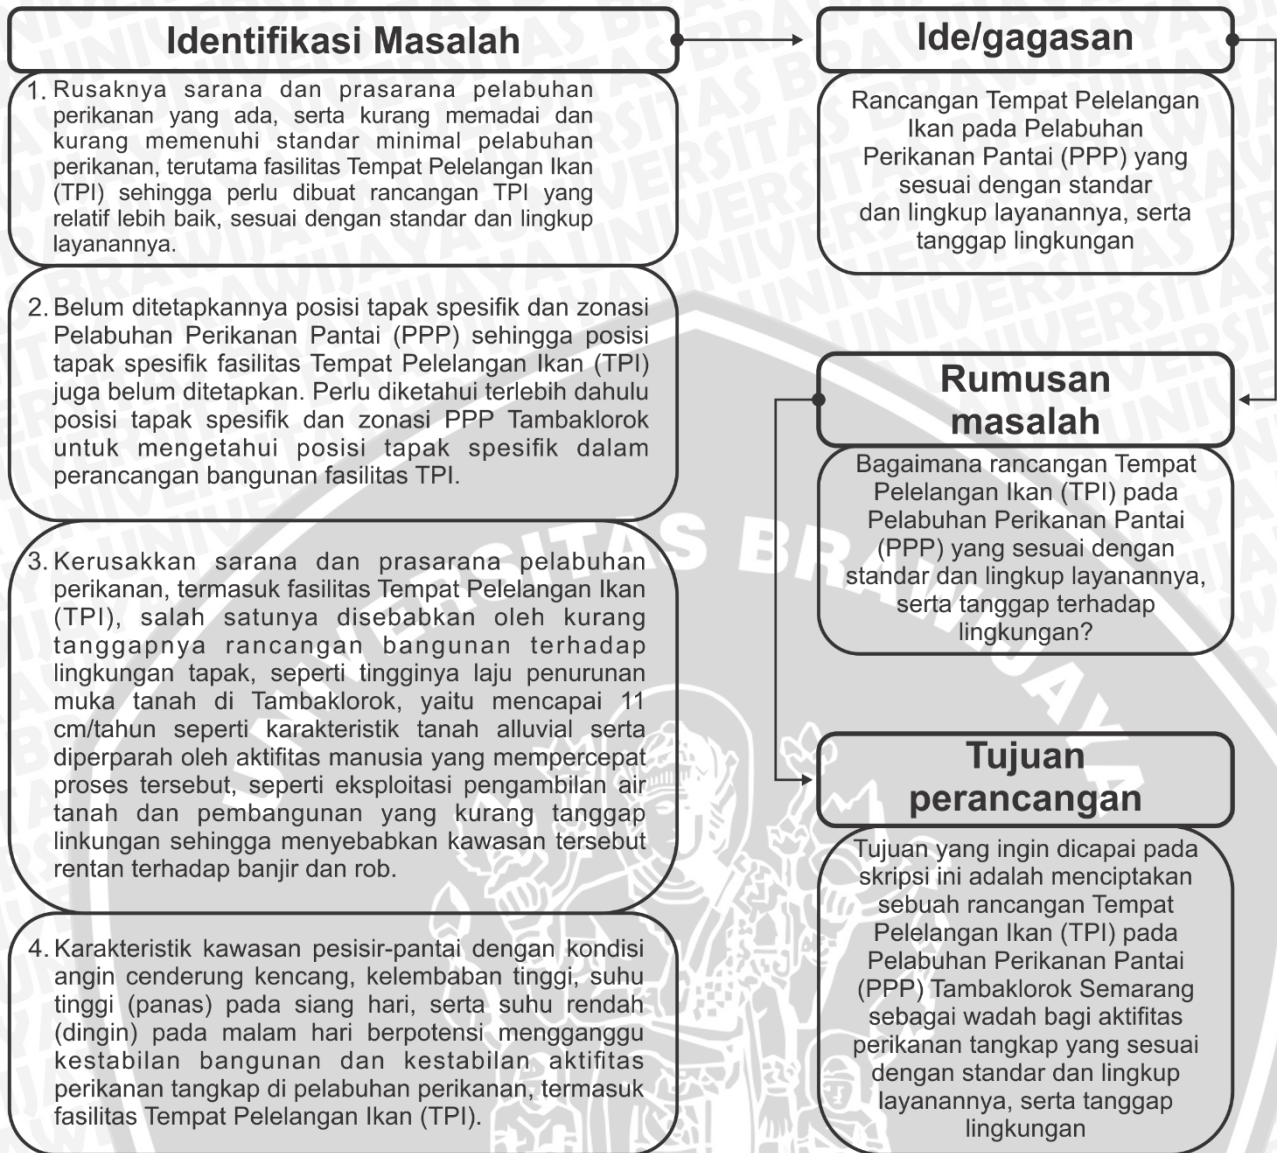 Identifikasi Masalah
1. Rusaknya sarana dan prasarana pelabuhan
perikanan yang ada, serta kurang memadai dan
kurang memenuhi standar minimal pelabuhan
perikanan, terutama fasilitas Tempat Pelelangan Ikan
(TPI) sehingga perlu dibuat rancangan TPI yang
relatif lebih baik, sesuai dengan standar dan lingkup
layanannya.
2. Belum ditetapkannya posisi tapak spesifik dan zonasi
Pelabuhan Perikanan Pantai (PPP) sehingga posisi
tapak spesifik fasilitas Tempat Pelelangan Ikan (TPI)
juga belum ditetapkan. Perlu diketahui terlebih dahulu
posisi tapak spesifik dan zonasi PPP Tambaklorok
untuk mengetahui posisi tapak spesifik dalam
perancangan bangunan fasilitas TPI.
3. Kerusakkan sarana dan prasarana pelabuhan
perikanan, termasuk fasilitas Tempat Pelelangan Ikan
(TPI), salah satunya disebabkan oleh kurang
tanggapnya rancangan bangunan terhadap
lingkungan tapak, seperti tingginya laju penurunan
muka tanah di Tambaklorok, yaitu mencapai 11
cm/tahun seperti karakteristik tanah alluvial serta
diperparah oleh aktifitas manusia yang mempercepat
proses tersebut, seperti eksploitasi pengambilan air
tanah dan pembangunan yang kurang tanggap
linkungan sehingga menyebabkan kawasan tersebut
rentan terhadap banjir dan rob.
4. Karakteristik kawasan pesisir-pantai dengan kondisi
angin cenderung kencang, kelembaban tinggi, suhu
tinggi (panas) pada siang hari, serta suhu rendah
(dingin) pada malam hari berpotensi mengganggu
kestabilan bangunan dan kestabilan aktifitas
perikanan tangkap di pelabuhan perikanan, termasuk
fasilitas Tempat Pelelangan Ikan (TPI).
Ide/gagasan
Rancangan Tempat Pelelangan
Ikan pada Pelabuhan
Perikanan Pantai (PPP) yang
sesuai dengan standar
dan lingkup layanannya, serta
tanggap lingkungan
Rumusan
masalah
Bagaimana rancangan Tempat
Pelelangan Ikan (TPI) pada
Pelabuhan Perikanan Pantai
(PPP) yang sesuai dengan
standar dan lingkup layanannya,
serta tanggap terhadap
lingkungan?
Tujuan
perancangan
Tujuan yang ingin dicapai pada
skripsi ini adalah menciptakan
sebuah rancangan Tempat
Pelelangan Ikan (TPI) pada
Pelabuhan Perikanan Pantai
(PPP) Tambaklorok Semarang
sebagai wadah bagi aktifitas
perikanan tangkap yang sesuai
dengan standar dan lingkup
layanannya, serta tanggap
lingkungan
UNIVERSITAS BRAWIJAYA